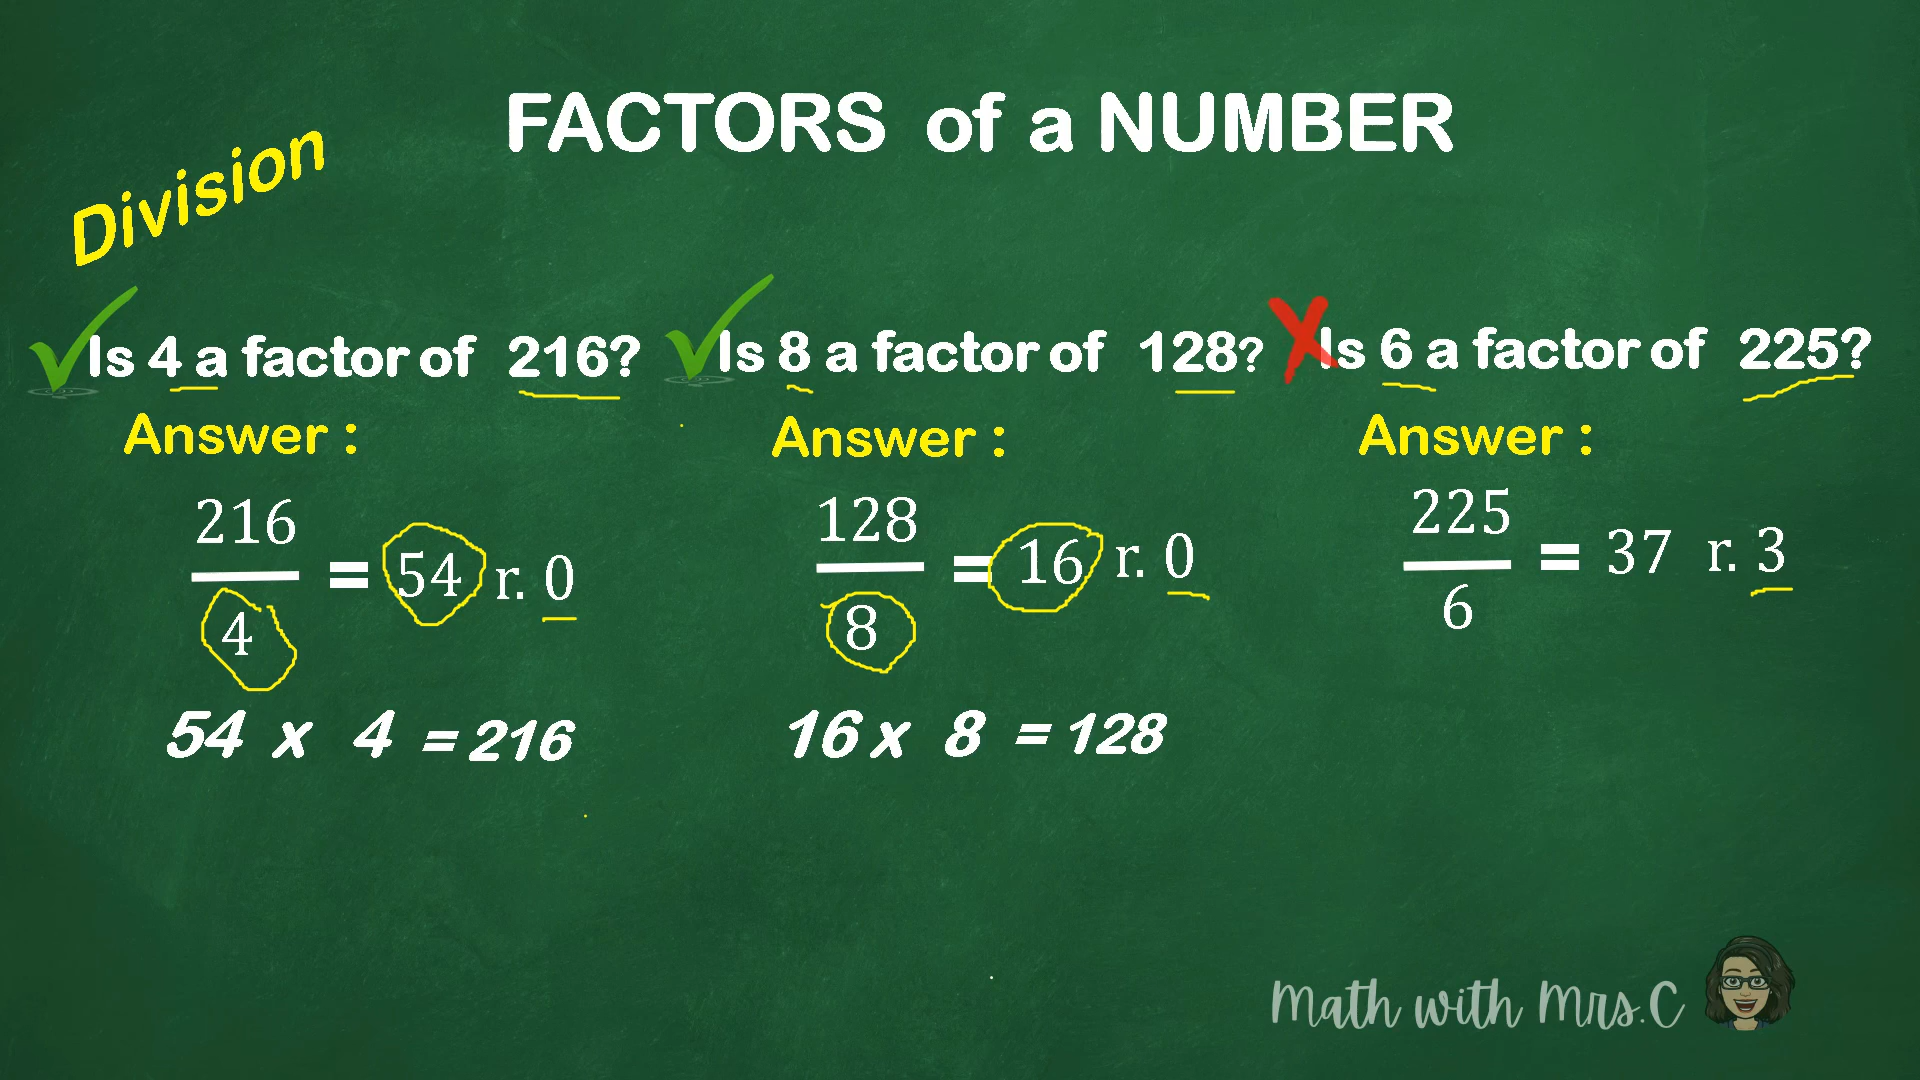 FACTORS of a NUMBER
Division
Is 4 a factor of 216?
Answer :
216
4
= 54 r. 0
54 x 4 = 216
Is 8 a factor of 128?
Answer :
128
8
= 16 r. 0
16 x 8 = 128
Is 6 a factor of 225?
Answer :
225
6
= 37 r. 3
Math with Mrs.C